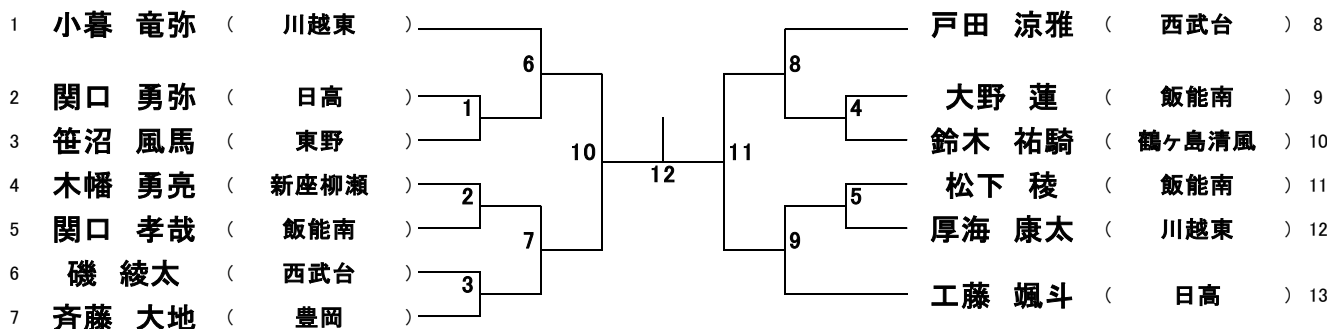 1 小暮 竜弥 ( 川越東 ) 戸田 涼雅 ( 西武台 ) 8
6 8
2 関口 勇弥 ( 日高 ) 大野 蓮 ( 飯能南 ) 9
1 4
3 笹沼 風馬 ( 東野 ) 鈴木 祐騎 ( 鶴ヶ島清風 ) 10
10 11
12
4 木幡 勇亮 ( 新座柳瀬 ) 松下 稜 ( 飯能南 ) 11
2 5
5 関口 孝哉 ( 飯能南 ) 厚海 康太 ( 川越東 ) 12
7 9
6 磯 綾太 ( 西武台 )
3
工藤 颯斗 ( 日高 ) 13
7 斉藤 大地 ( 豊岡 )